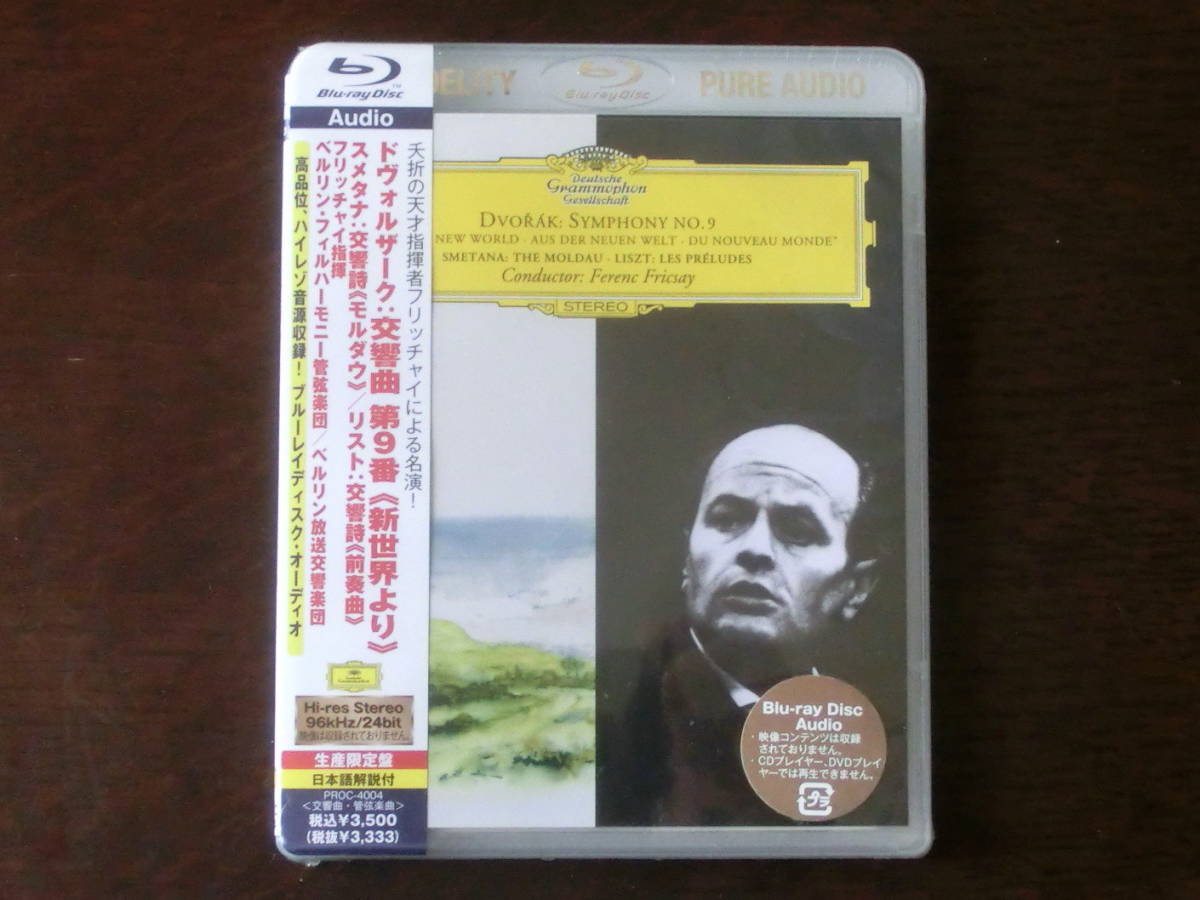 Blu-ray Disc
TM
Audio
夭折の天才指揮者フリッチャイによる名演!
ドヴォルザーク:交響曲 第9番《新世界より》
スメタナ:交響詩《モルダウ》/リスト:交響詩《前奏曲》
フリッチャイ指揮
ベルリン・フィルハーモニー管弦楽団/ベルリン放送交響楽団
高品位、ハイレゾ音源収録! ブルーレイディスク・オーディオ
Deutsche
Grammophon
Hi-res Stereo
96kHz/24bit
映像は収録されておりません。
生産限定盤
日本語解説付
PROC-4004
<交響曲・管弦楽曲>
税込¥3,500
(税抜¥3,333)
DELITY Blu-ray Disc PURE AUDIO
Deutsche
Grammophon
Gesellschaft
DVOŘÁK: SYMPHONY NO. 9
NEW WORLD · AUS DER NEUEN WELT · DU NOUVEAU MONDE"
SMETANA: THE MOLDAU · LISZT: LES PRÉLUDES
Conductor: Ferenc Fricsay
STEREO
Blu-ray Disc
Audio
・映像コンテンツは収録
されておりません。
・CDプレイヤー、DVDプレイ
ヤーでは再生できません。
プラ